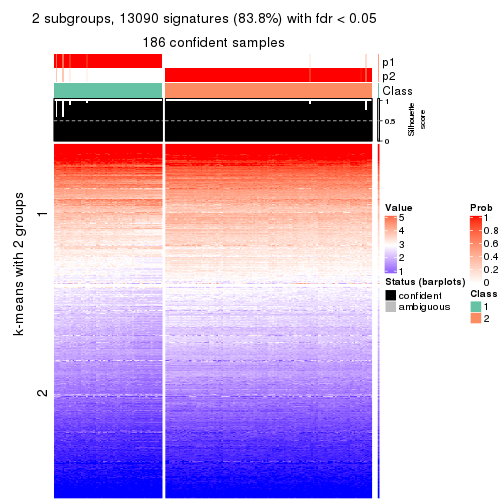 2 subgroups, 13090 signatures (83.8%) with fdr < 0.05
186 confident samples
p1
p2
Class
1
0.5
0
Silhouette
score
k-means with 2 groups
1
2
Value
5
4
3
2
1
Status (barplots)
confident
ambiguous
Prob
1
0.8
0.6
0.4
0.2
0
Class
1
2